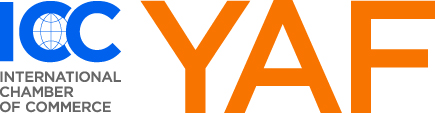 ICC YAF
INTERNATIONAL
CHAMBER
OF COMMERCE